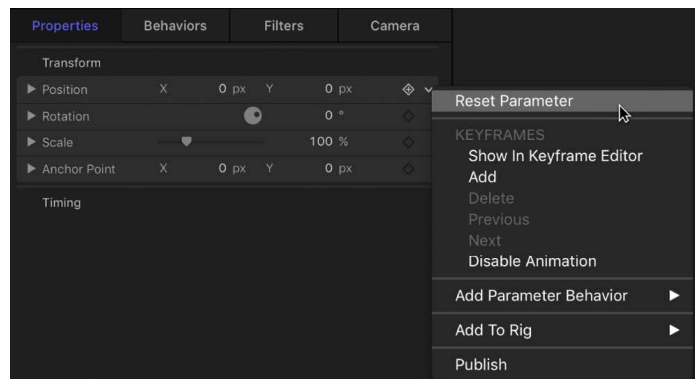 Properties Behaviors Filters Camera
Transform
Position X 0 px Y 0 px
Rotation 0 °
Scale 100 %
Anchor Point X 0 px Y 0 px
Timing
Reset Parameter
KEYFRAMES
Show In Keyframe Editor
Add
Delete
Previous
Next
Disable Animation
Add Parameter Behavior
Add To Rig
Publish